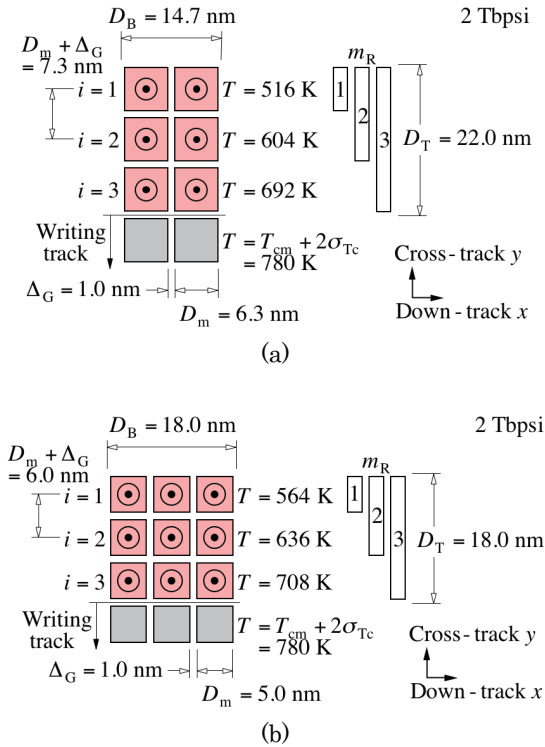 D_B = 14.7 nm
2 Tbpsi
D_m + Δ_G
= 7.3 nm
m_R
i = 1
T = 516 K
1
2
3
i = 2
T = 604 K
D_T = 22.0 nm
i = 3
T = 692 K
Writing
track
T = T_cm + 2σ_Tc
= 780 K
Cross - track y
Δ_G = 1.0 nm
D_m = 6.3 nm
Down - track x
(a)
D_B = 18.0 nm
2 Tbpsi
D_m + Δ_G
= 6.0 nm
m_R
i = 1
T = 564 K
1
2
3
i = 2
T = 636 K
D_T = 18.0 nm
i = 3
T = 708 K
Writing
track
T = T_cm + 2σ_Tc
= 780 K
Cross - track y
Δ_G = 1.0 nm
D_m = 5.0 nm
Down - track x
(b)